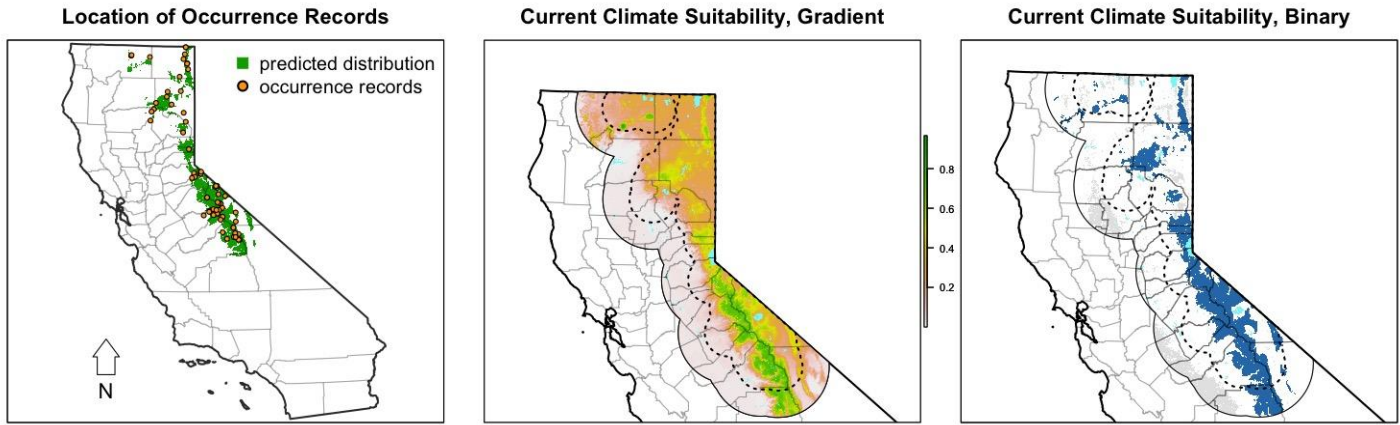 Location of Occurrence Records
predicted distribution
occurrence records
N
Current Climate Suitability, Gradient
0.8
0.6
0.4
0.2
Current Climate Suitability, Binary